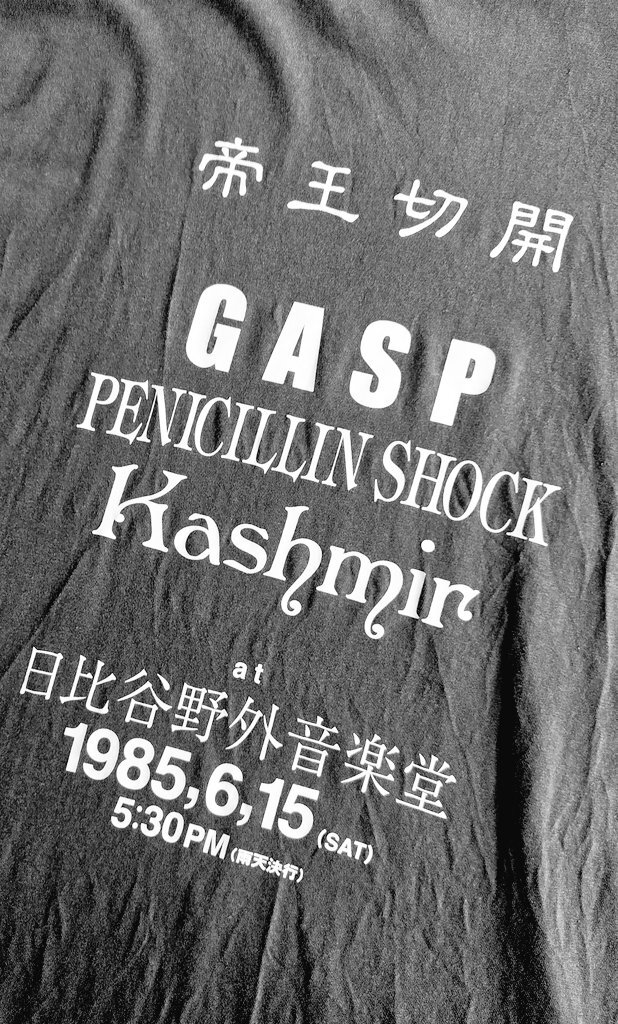 帝王切開
GASP
PENICILLIN SHOCK
Kashmir
at
日比谷野外音楽堂
1985,6,15(SAT)
5:30PM(雨天決行)